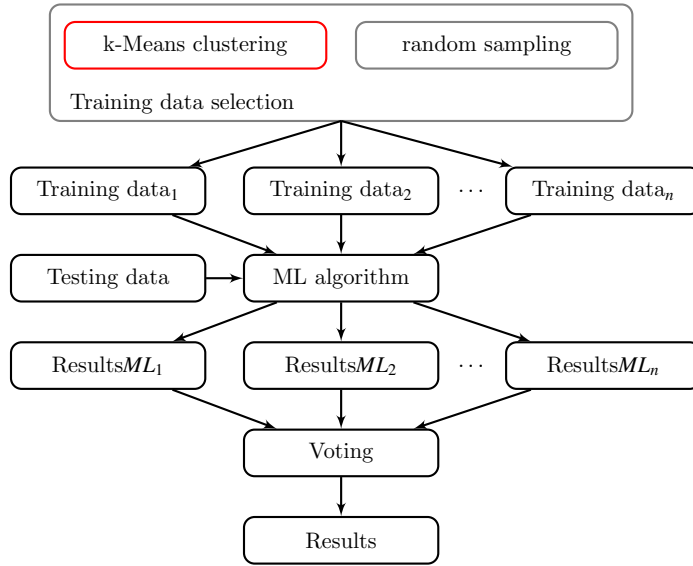 k-Means clustering
random sampling
Training data selection
Training data₁
Training data₂
⋯
Training dataₙ
Testing data
ML algorithm
ResultsML₁
ResultsML₂
⋯
ResultsMLₙ
Voting
Results